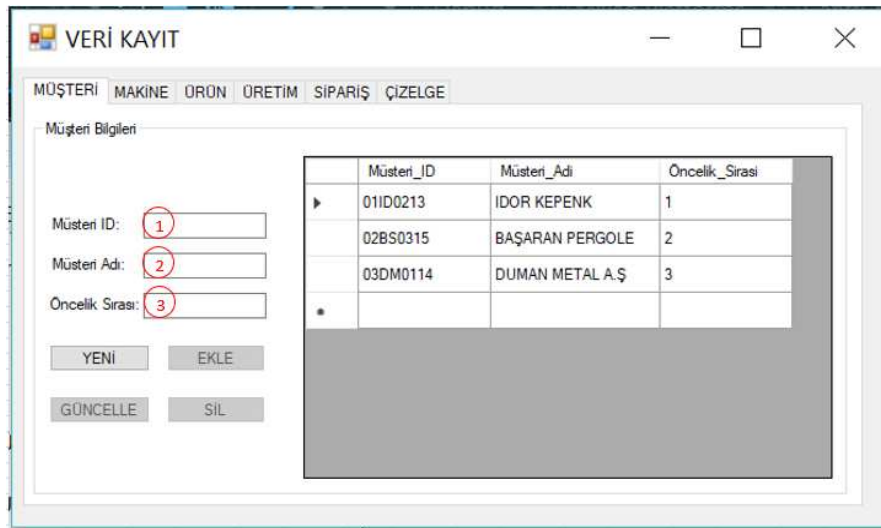 VERİ KAYIT
MÜŞTERİ MAKİNE ÜRÜN ÜRETİM SİPARİŞ ÇİZELGE
Müşteri Bilgileri
Müsteri_ID Müsteri_Adi Öncelik_Sirasi
01ID0213 IDOR KEPENK 1
02BS0315 BAŞARAN PERGOLE 2
03DM0114 DUMAN METAL A.Ş 3
Müsteri ID: 1
Müsteri Adı: 2
Öncelik Sırası: 3
YENİ EKLE
GÜNCELLE SİL